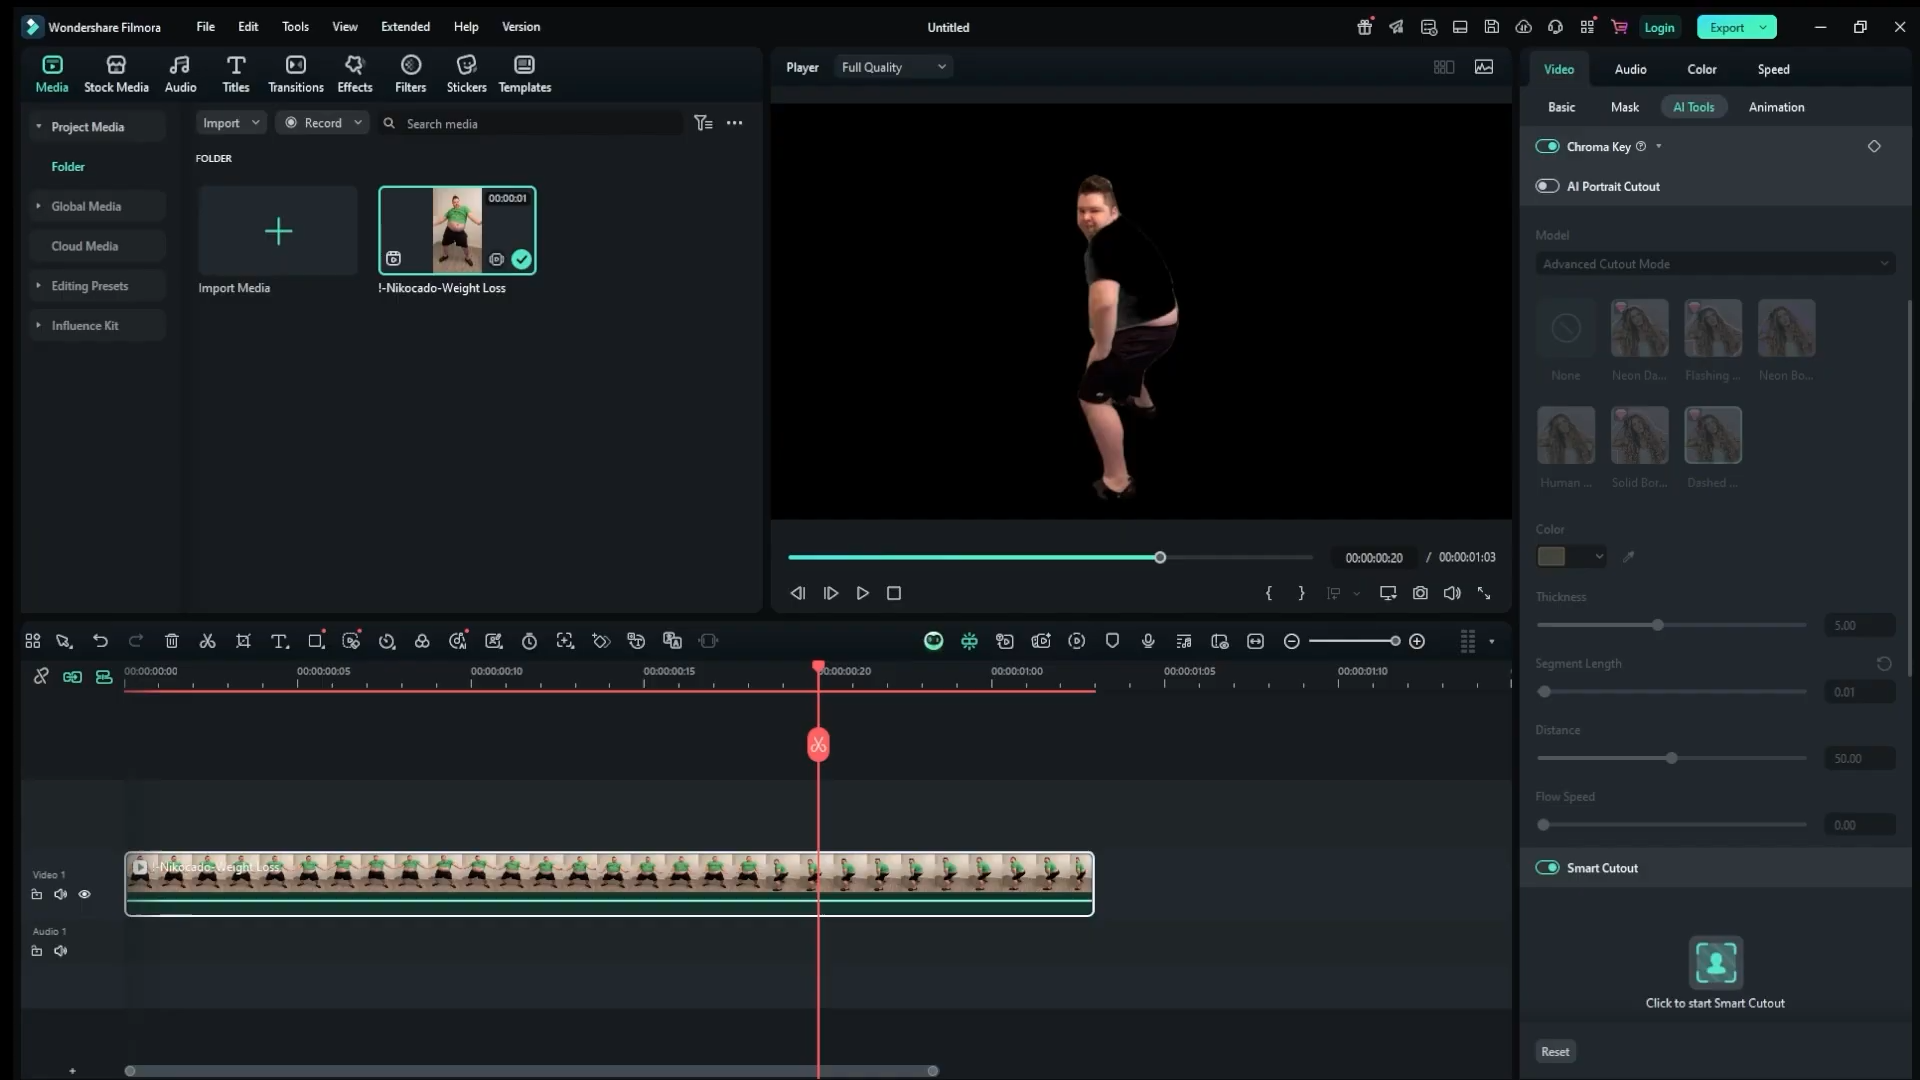 Wondershare Filmora
File Edit Tools View Extended Help Version
Untitled
Login
Export
Media
Stock Media
Audio
Titles
Transitions
Effects
Filters
Stickers
Templates
Project Media
Folder
Global Media
Cloud Media
Editing Presets
Influence Kit
Import
Record
Search media
FOLDER
Import Media
00:00:01
!-Nikocado-Weight Loss
Player
Full Quality
00:00:00:20 / 00:00:01:03
Video Audio Color Speed
Basic Mask AI Tools Animation
Chroma Key
AI Portrait Cutout
Model
Advanced Cutout Mode
None
Neon Da...
Flashing ...
Neon Bo...
Human ...
Solid Bor...
Dashed ...
Color
Thickness
5.00
Segment Length
0.01
Distance
50.00
Flow Speed
0.00
Smart Cutout
Click to start Smart Cutout
Reset
00:00:00:00
00:00:00:05
00:00:00:10
00:00:00:15
00:00:00:20
00:00:01:00
00:00:01:05
00:00:01:10
Video 1
!-Nikocado-Weight Loss
Audio 1